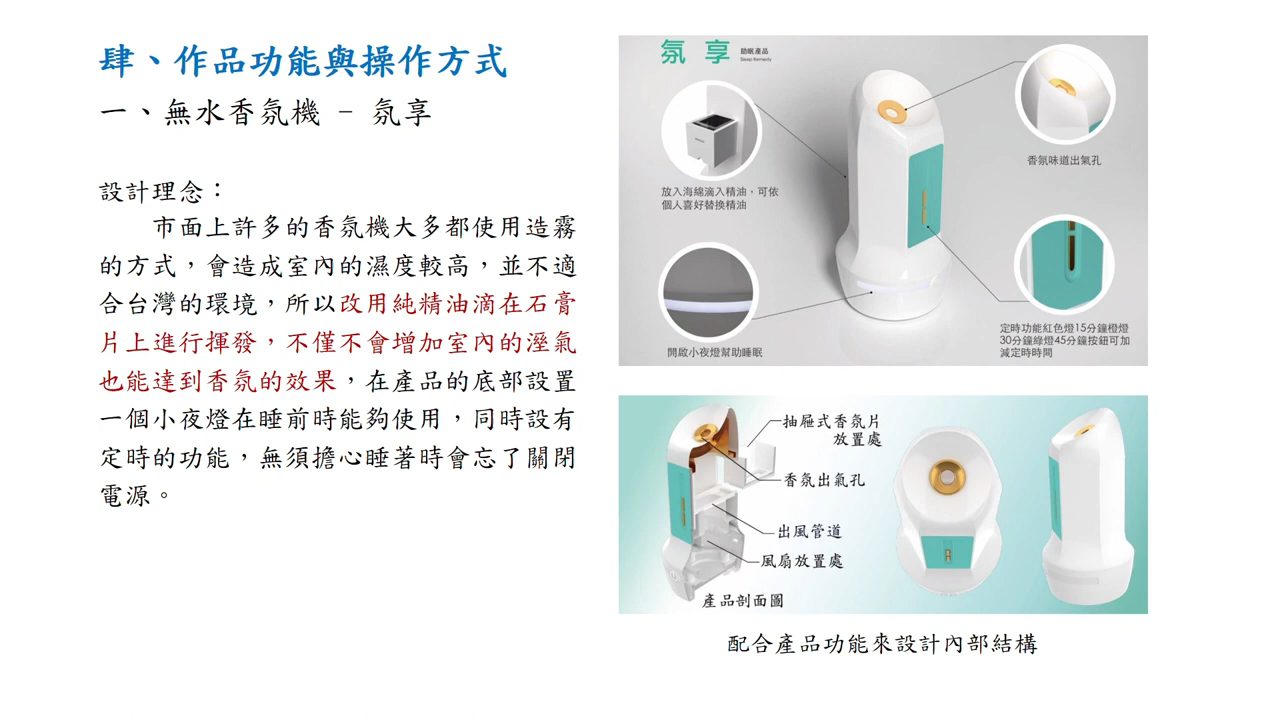 肆、作品功能與操作方式
一、無水香氛機 － 氛享
設計理念：
市面上許多的香氛機大多都使用造霧
的方式，會造成室內的濕度較高，並不適
合台灣的環境，所以改用純精油滴在石膏
片上進行揮發，不僅不會增加室內的溼氣
也能達到香氛的效果，在產品的底部設置
一個小夜燈在睡前時能夠使用，同時設有
定時的功能，無須擔心睡著時會忘了關閉
電源。
氛 享 助眠產品
Sleep Remedy
放入海綿滴入精油，可依
個人喜好替換精油
香氛味道出氣孔
開啟小夜燈幫助睡眠
定時功能紅色燈15分鐘橙燈
30分鐘綠燈45分鐘按鈕可加
減定時時間
抽屜式香氛片
放置處
香氛出氣孔
出風管道
風扇放置處
產品剖面圖
配合產品功能來設計內部結構